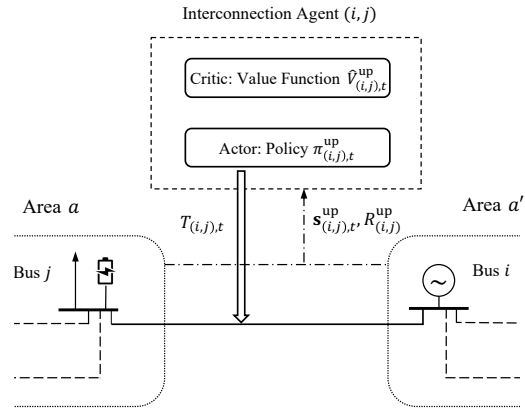 Interconnection Agent (i, j)
Critic: Value Function V̂^up_(i,j),t
Actor: Policy π^up_(i,j),t
Area a
T_(i,j),t
s^up_(i,j),t, R^up_(i,j)
Area a′
Bus j
Bus i
~